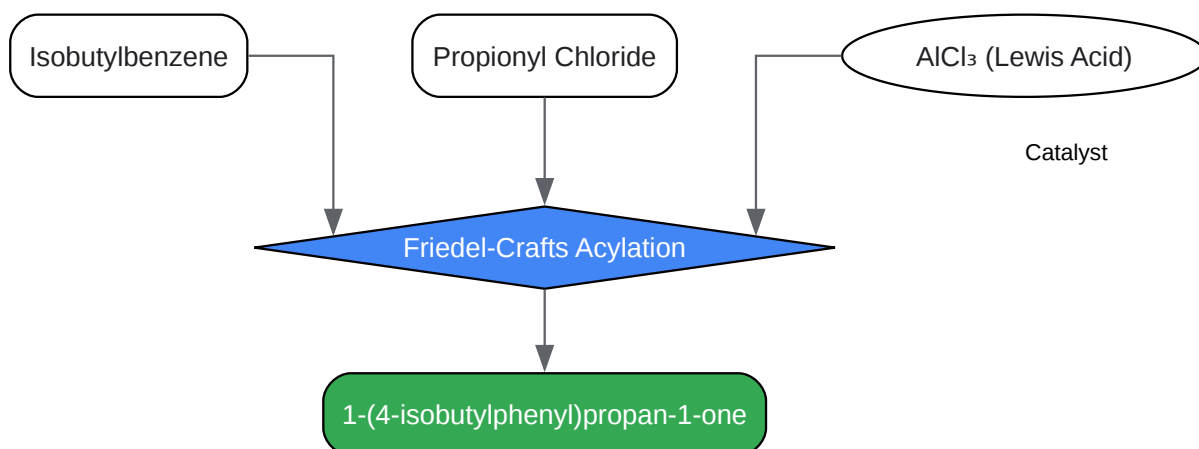 Isobutylbenzene
Propionyl Chloride
AlCl₃ (Lewis Acid)
Catalyst
Friedel-Crafts Acylation
1-(4-isobutylphenyl)propan-1-one